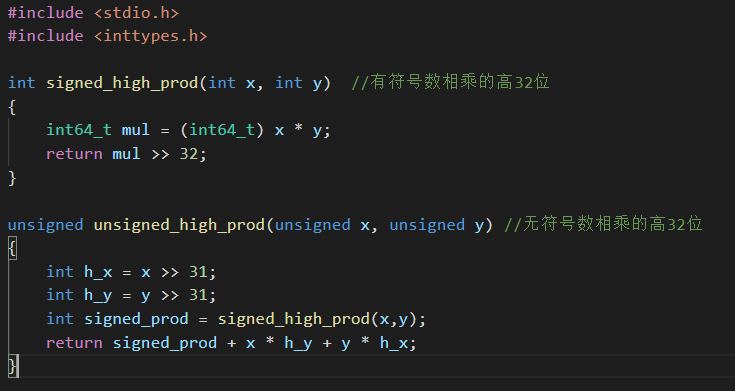 #include <stdio.h>
#include <inttypes.h>

int signed_high_prod(int x, int y)  //有符号数相乘的高32位
{
    int64_t mul = (int64_t) x * y;
    return mul >> 32;
}

unsigned unsigned_high_prod(unsigned x, unsigned y) //无符号数相乘的高32位
{
    int h_x = x >> 31;
    int h_y = y >> 31;
    int signed_prod = signed_high_prod(x,y);
    return signed_prod + x * h_y + y * h_x;
}